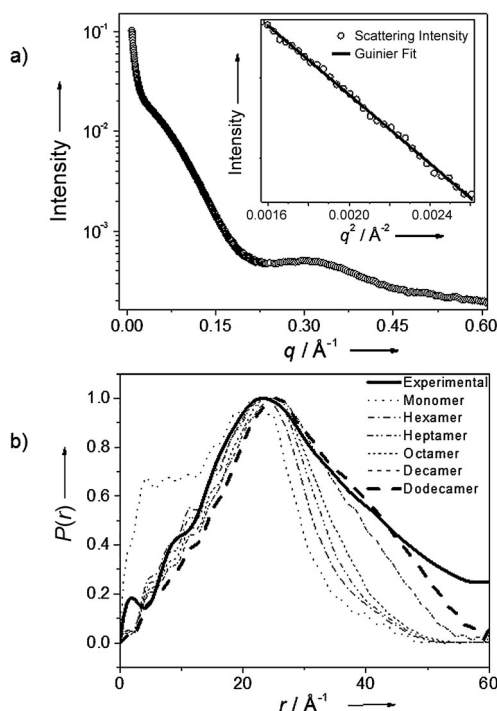 a)
Intensity
10⁻¹
10⁻²
10⁻³
0.00 0.15 0.30 0.45 0.60
q / Å⁻¹
Scattering Intensity
Guinier Fit
Intensity
0.0016 0.0020 0.0024
q² / Å⁻²
b)
P(r)
1.0
0.8
0.6
0.4
0.2
0.0
0 20 40 60
r / Å⁻¹
Experimental
Monomer
Hexamer
Heptamer
Octamer
Decamer
Dodecamer